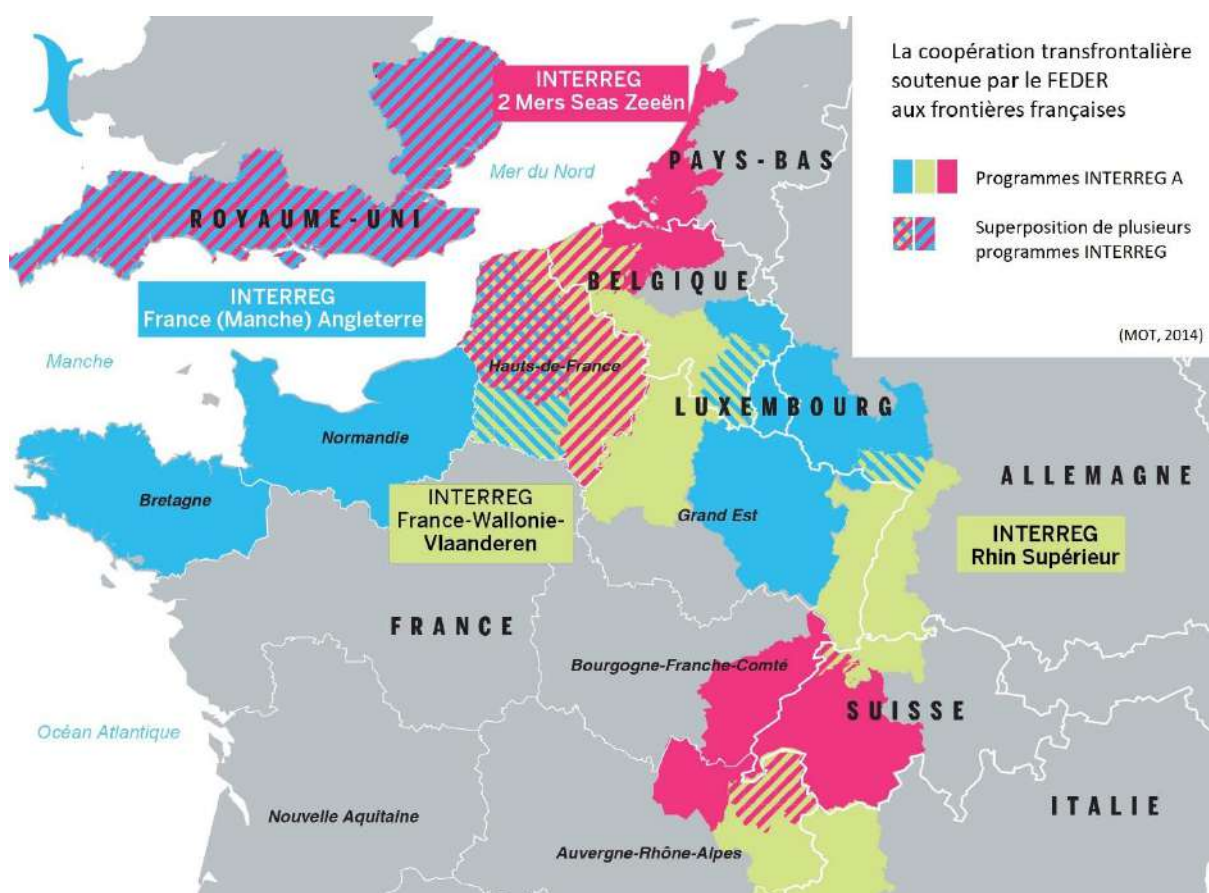 La coopération transfrontalière
soutenue par le FEDER
aux frontières françaises
Programmes INTERREG A
Superposition de plusieurs
programmes INTERREG
(MOT, 2014)
INTERREG
2 Mers Seas Zeeën
Mer du Nord
PAYS-BAS
ROYAUME-UNI
BELGIQUE
INTERREG
France (Manche) Angleterre
Manche
Hauts-de-France
LUXEMBOURG
Normandie
ALLEMAGNE
Bretagne
INTERREG
France-Wallonie-
Vlaanderen
Grand Est
INTERREG
Rhin Supérieur
FRANCE
Bourgogne-Franche-Comté
SUISSE
Océan Atlantique
ITALIE
Nouvelle Aquitaine
Auvergne-Rhône-Alpes